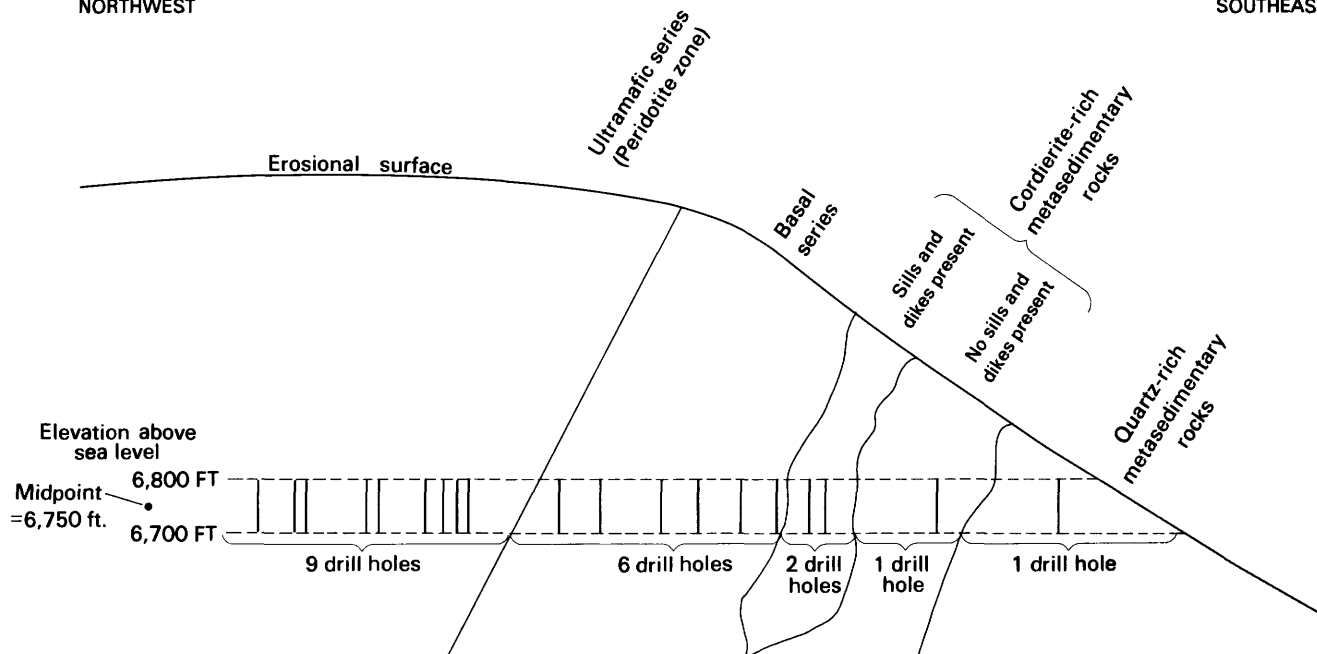 NORTHWEST
SOUTHEAS
Ultramafic series
(Peridotite zone)
Erosional surface
Basal
series
Sills and
dikes present
No sills and
dikes present
Cordierite-rich
metasedimentary
rocks
Quartz-rich
metasedimentary
rocks
Elevation above
sea level
6,800 FT
Midpoint
=6,750 ft.
6,700 FT
9 drill holes
6 drill holes
2 drill
holes
1 drill
hole
1 drill hole